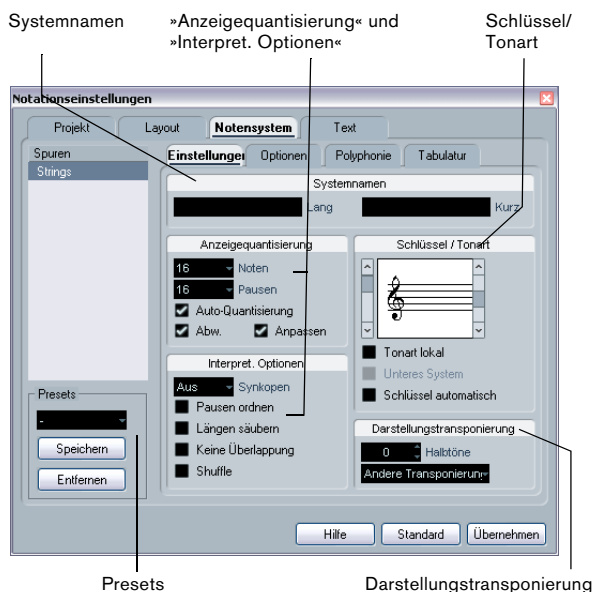 Systemnamen
»Anzeigequantisierung« und
»Interpret. Optionen«
Schlüssel/
Tonart
Notationseinstellungen
Projekt Layout Notensystem Text
Spuren
Strings
Einstellunger Optionen Polyphonie Tabulatur
Systemnamen
Lang Kurz
Anzeigequantisierung
16 Noten
16 Pausen
Auto-Quantisierung
Abw. Anpassen
Schlüssel / Tonart
Tonart lokal
Unteres System
Schlüssel automatisch
Interpret. Optionen
Aus Synkopen
Pausen ordnen
Längen säubern
Keine Überlappung
Shuffle
Darstellungstransponierung
0 Halbtöne
Andere Transponierun
Presets
-
Speichern
Entfernen
Hilfe Standard Übernehmen
Presets
Darstellungstransponierung